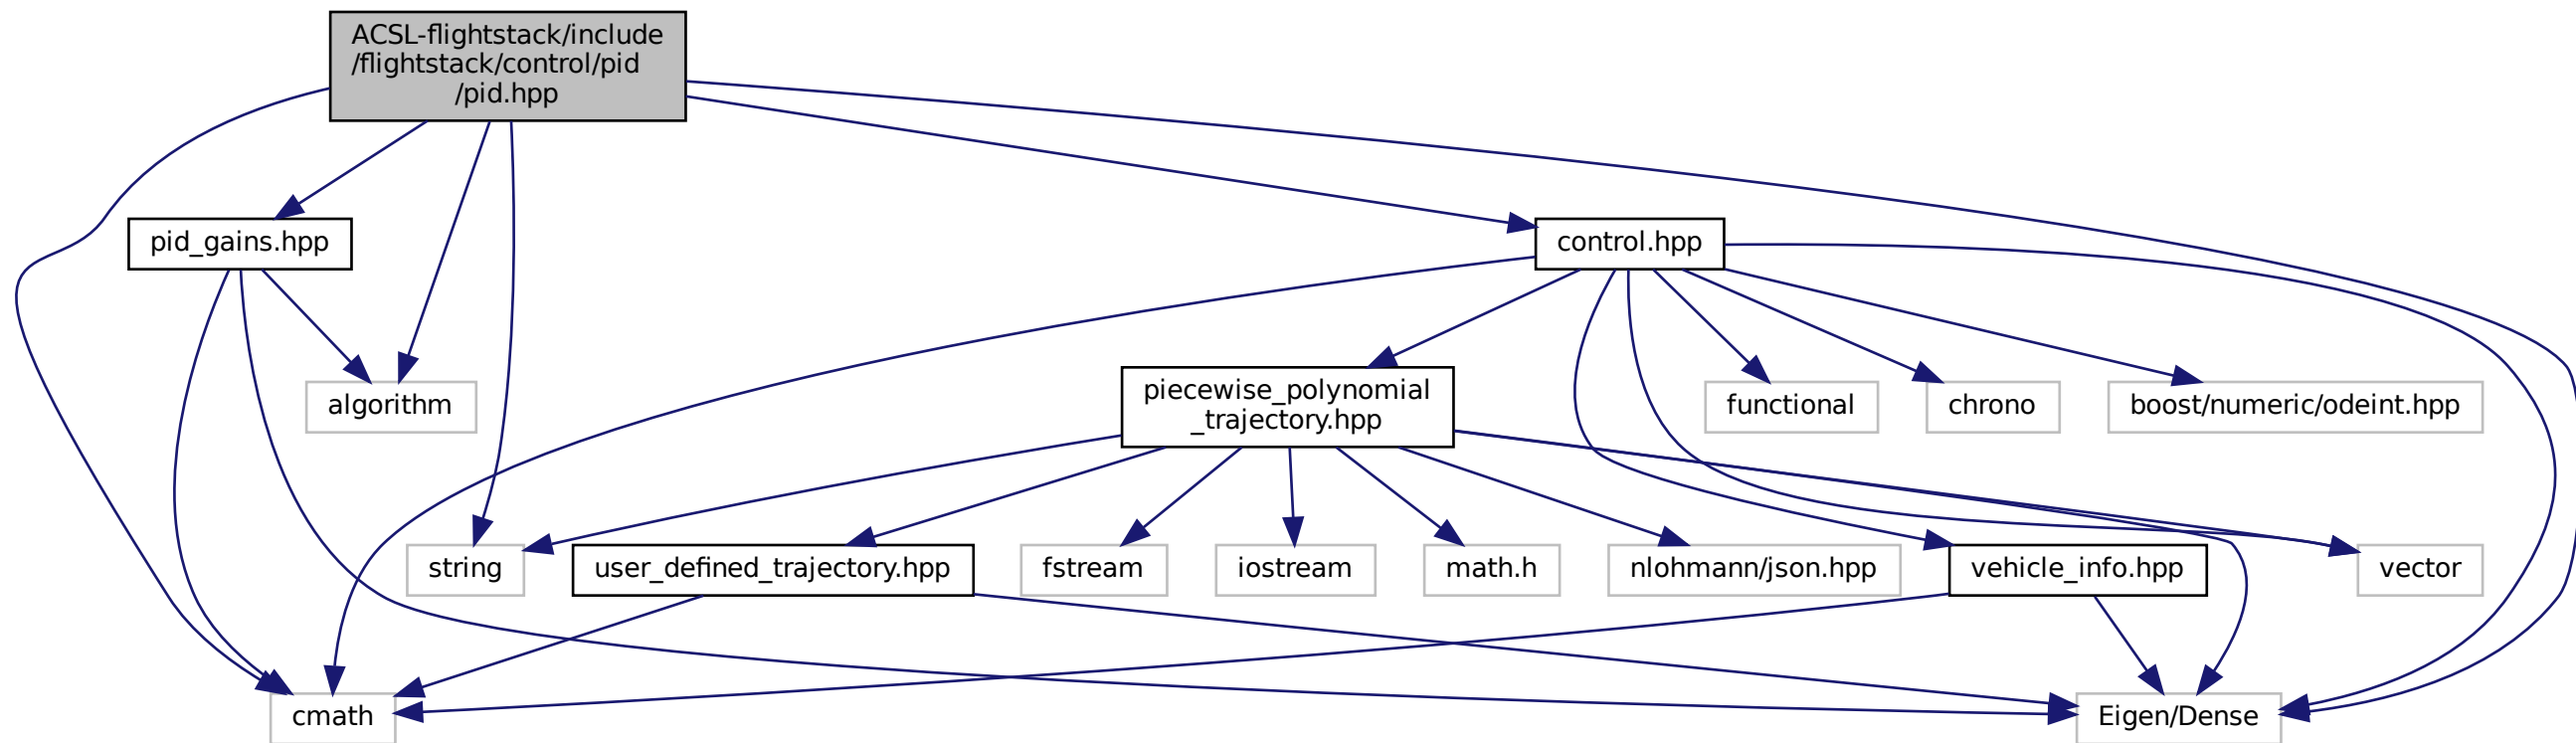 ACSL-flightstack/include
/flightstack/control/pid
/pid.hpp
pid_gains.hpp
control.hpp
piecewise_polynomial
_trajectory.hpp
algorithm
functional
chrono
boost/numeric/odeint.hpp
string
user_defined_trajectory.hpp
fstream
iostream
math.h
nlohmann/json.hpp
vehicle_info.hpp
vector
cmath
Eigen/Dense